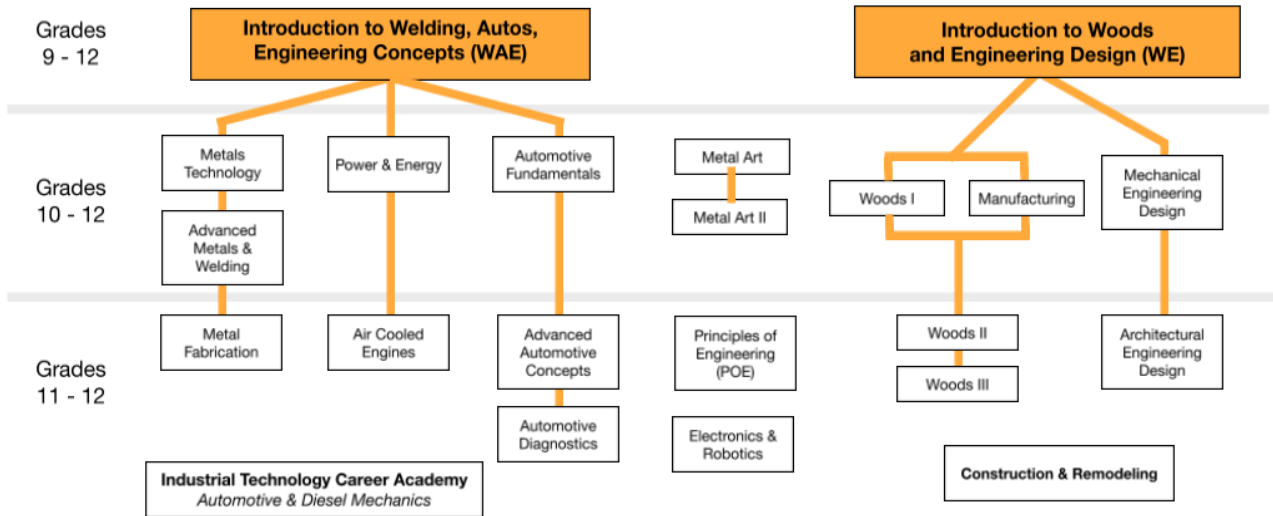 Grades
9 - 12
Introduction to Welding, Autos,
Engineering Concepts (WAE)
Introduction to Woods
and Engineering Design (WE)
Grades
10 - 12
Metals
Technology
Power & Energy
Automotive
Fundamentals
Metal Art
Metal Art II
Woods I
Manufacturing
Mechanical
Engineering
Design
Advanced
Metals &
Welding
Grades
11 - 12
Metal
Fabrication
Air Cooled
Engines
Advanced
Automotive
Concepts
Automotive
Diagnostics
Principles of
Engineering
(POE)
Electronics &
Robotics
Woods II
Woods III
Architectural
Engineering
Design
Industrial Technology Career Academy
Automotive & Diesel Mechanics
Construction & Remodeling